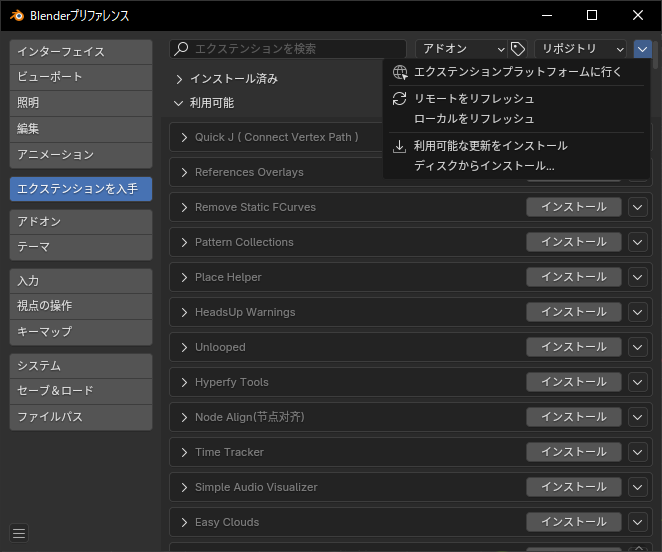 Blenderプリファレンス
インターフェイス
ビューポート
照明
編集
アニメーション
エクステンションを入手
アドオン
テーマ
入力
視点の操作
キーマップ
システム
セーブ＆ロード
ファイルパス
エクステンションを検索
アドオン
リポジトリ
エクステンションプラットフォームに行く
リモートをリフレッシュ
ローカルをリフレッシュ
利用可能な更新をインストール
ディスクからインストール...
インストール済み
利用可能
Quick J ( Connect Vertex Path )
References Overlays
Remove Static FCurves インストール
Pattern Collections インストール
Place Helper インストール
HeadsUp Warnings インストール
Unlooped インストール
Hyperfy Tools インストール
Node Align(节点对齐) インストール
Time Tracker インストール
Simple Audio Visualizer インストール
Easy Clouds インストール